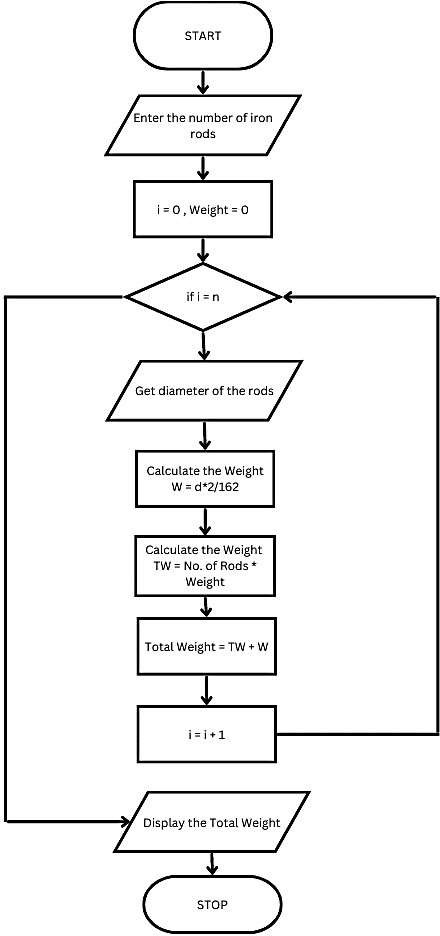 START
Enter the number of iron
rods
i = 0 , Weight = 0
if i = n
Get diameter of the rods
Calculate the Weight
W = d*2/162
Calculate the Weight
TW = No. of Rods *
Weight
Total Weight = TW + W
i = i + 1
Display the Total Weight
STOP